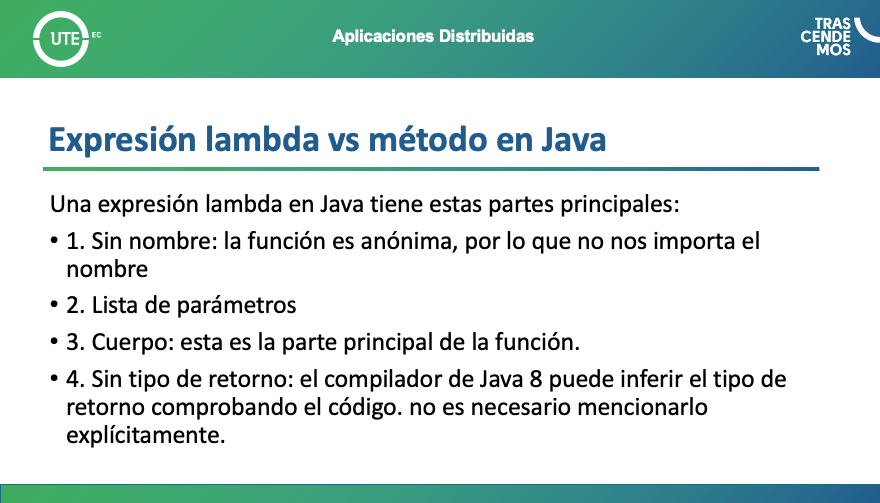 UTE EC
Aplicaciones Distribuidas
TRAS
CENDE
MOS
Expresión lambda vs método en Java
Una expresión lambda en Java tiene estas partes principales:
• 1. Sin nombre: la función es anónima, por lo que no nos importa el
nombre
• 2. Lista de parámetros
• 3. Cuerpo: esta es la parte principal de la función.
• 4. Sin tipo de retorno: el compilador de Java 8 puede inferir el tipo de
retorno comprobando el código. no es necesario mencionarlo
explícitamente.